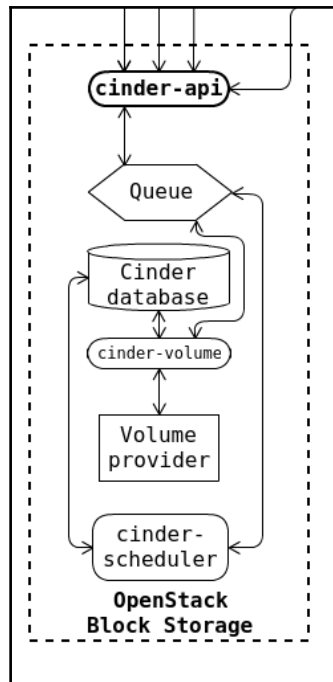 cinder-api
Queue
Cinder
database
cinder-volume
Volume
provider
cinder-
scheduler
OpenStack
Block Storage